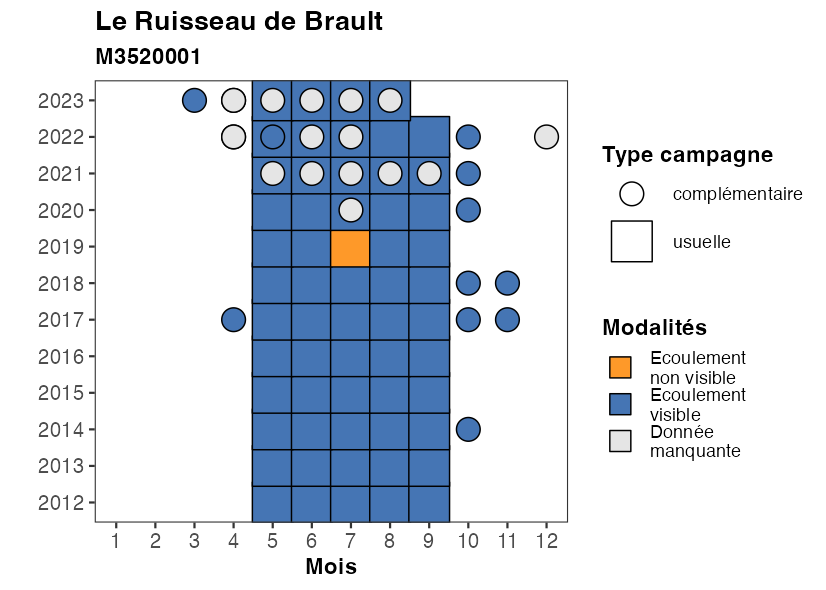 Le Ruisseau de Brault
M3520001
2023
2022
2021
2020
2019
2018
2017
2016
2015
2014
2013
2012
1 2 3 4 5 6 7 8 9 10 11 12
Mois
Type campagne
complémentaire
usuelle
Modalités
Ecoulement
non visible
Ecoulement
visible
Donnée
manquante